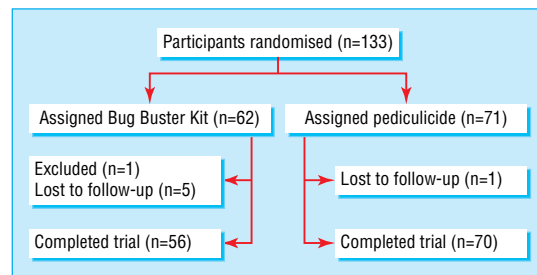 Participants randomised (n=133)
Assigned Bug Buster Kit (n=62)
Assigned pediculicide (n=71)
Excluded (n=1)
Lost to follow-up (n=5)
Lost to follow-up (n=1)
Completed trial (n=56)
Completed trial (n=70)